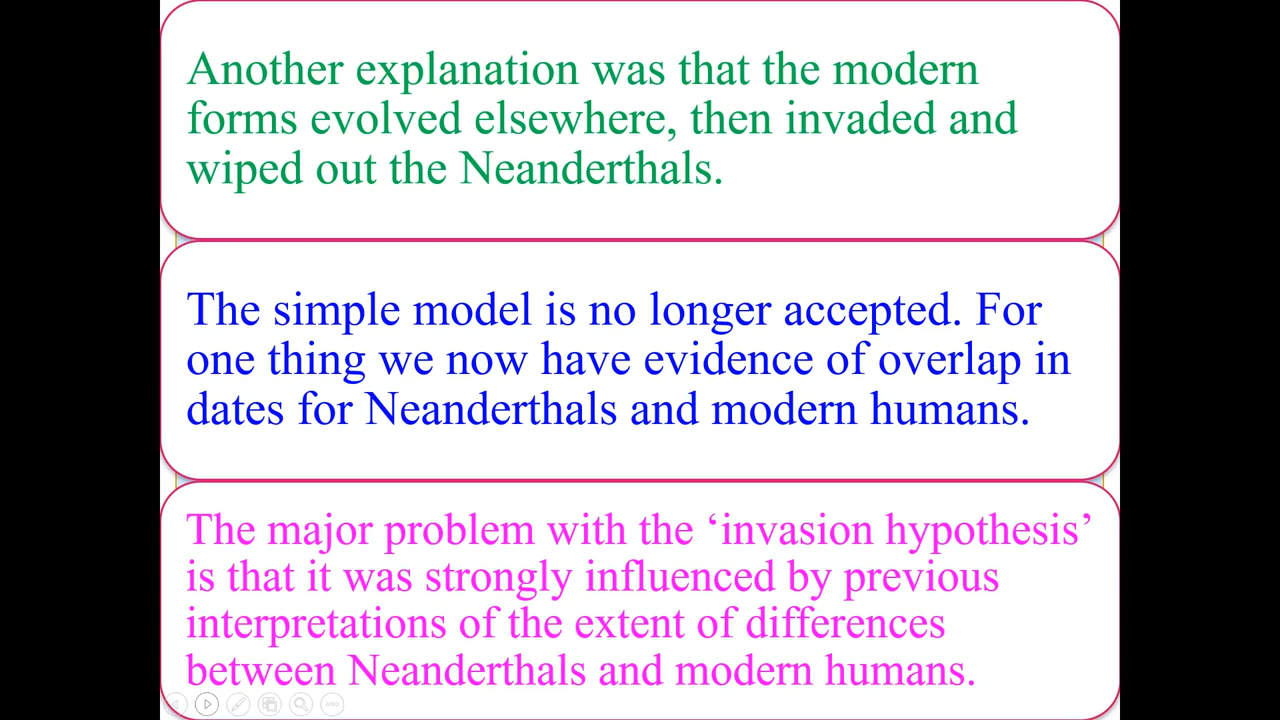 Another explanation was that the modern
forms evolved elsewhere, then invaded and
wiped out the Neanderthals.
The simple model is no longer accepted. For
one thing we now have evidence of overlap in
dates for Neanderthals and modern humans.
The major problem with the ‘invasion hypothesis’
is that it was strongly influenced by previous
interpretations of the extent of differences
between Neanderthals and modern humans.